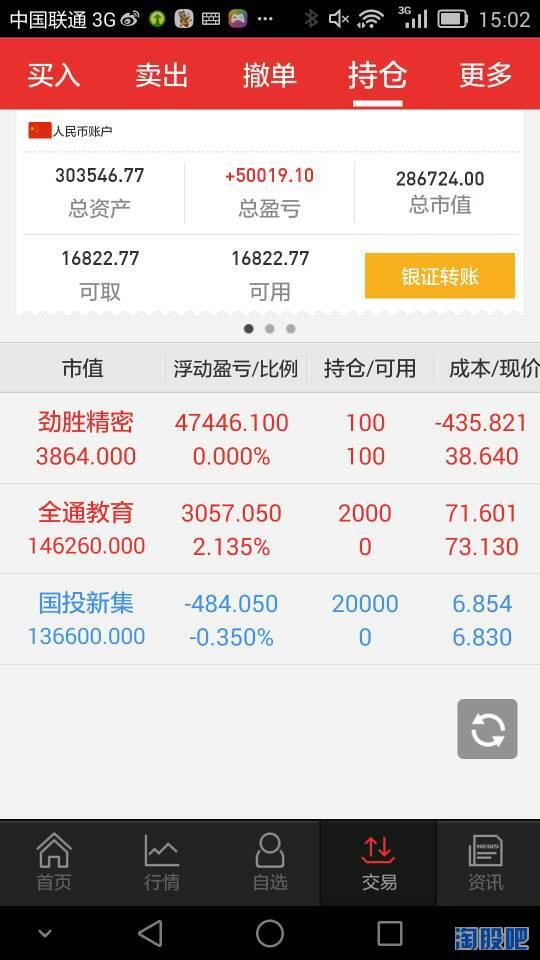 中国联通 3G 3G 15:02
买入 卖出 撤单 持仓 更多
人民币账户
303546.77 +50019.10 286724.00
总资产 总盈亏 总市值
16822.77 16822.77 银证转账
可取 可用
市值 浮动盈亏/比例 持仓/可用 成本/现价
劲胜精密 47446.100 100 -435.821
3864.000 0.000% 100 38.640
全通教育 3057.050 2000 71.601
146260.000 2.135% 0 73.130
国投新集 -484.050 20000 6.854
136600.000 -0.350% 0 6.830
NEWS
首页 行情 自选 交易 资讯
淘股吧